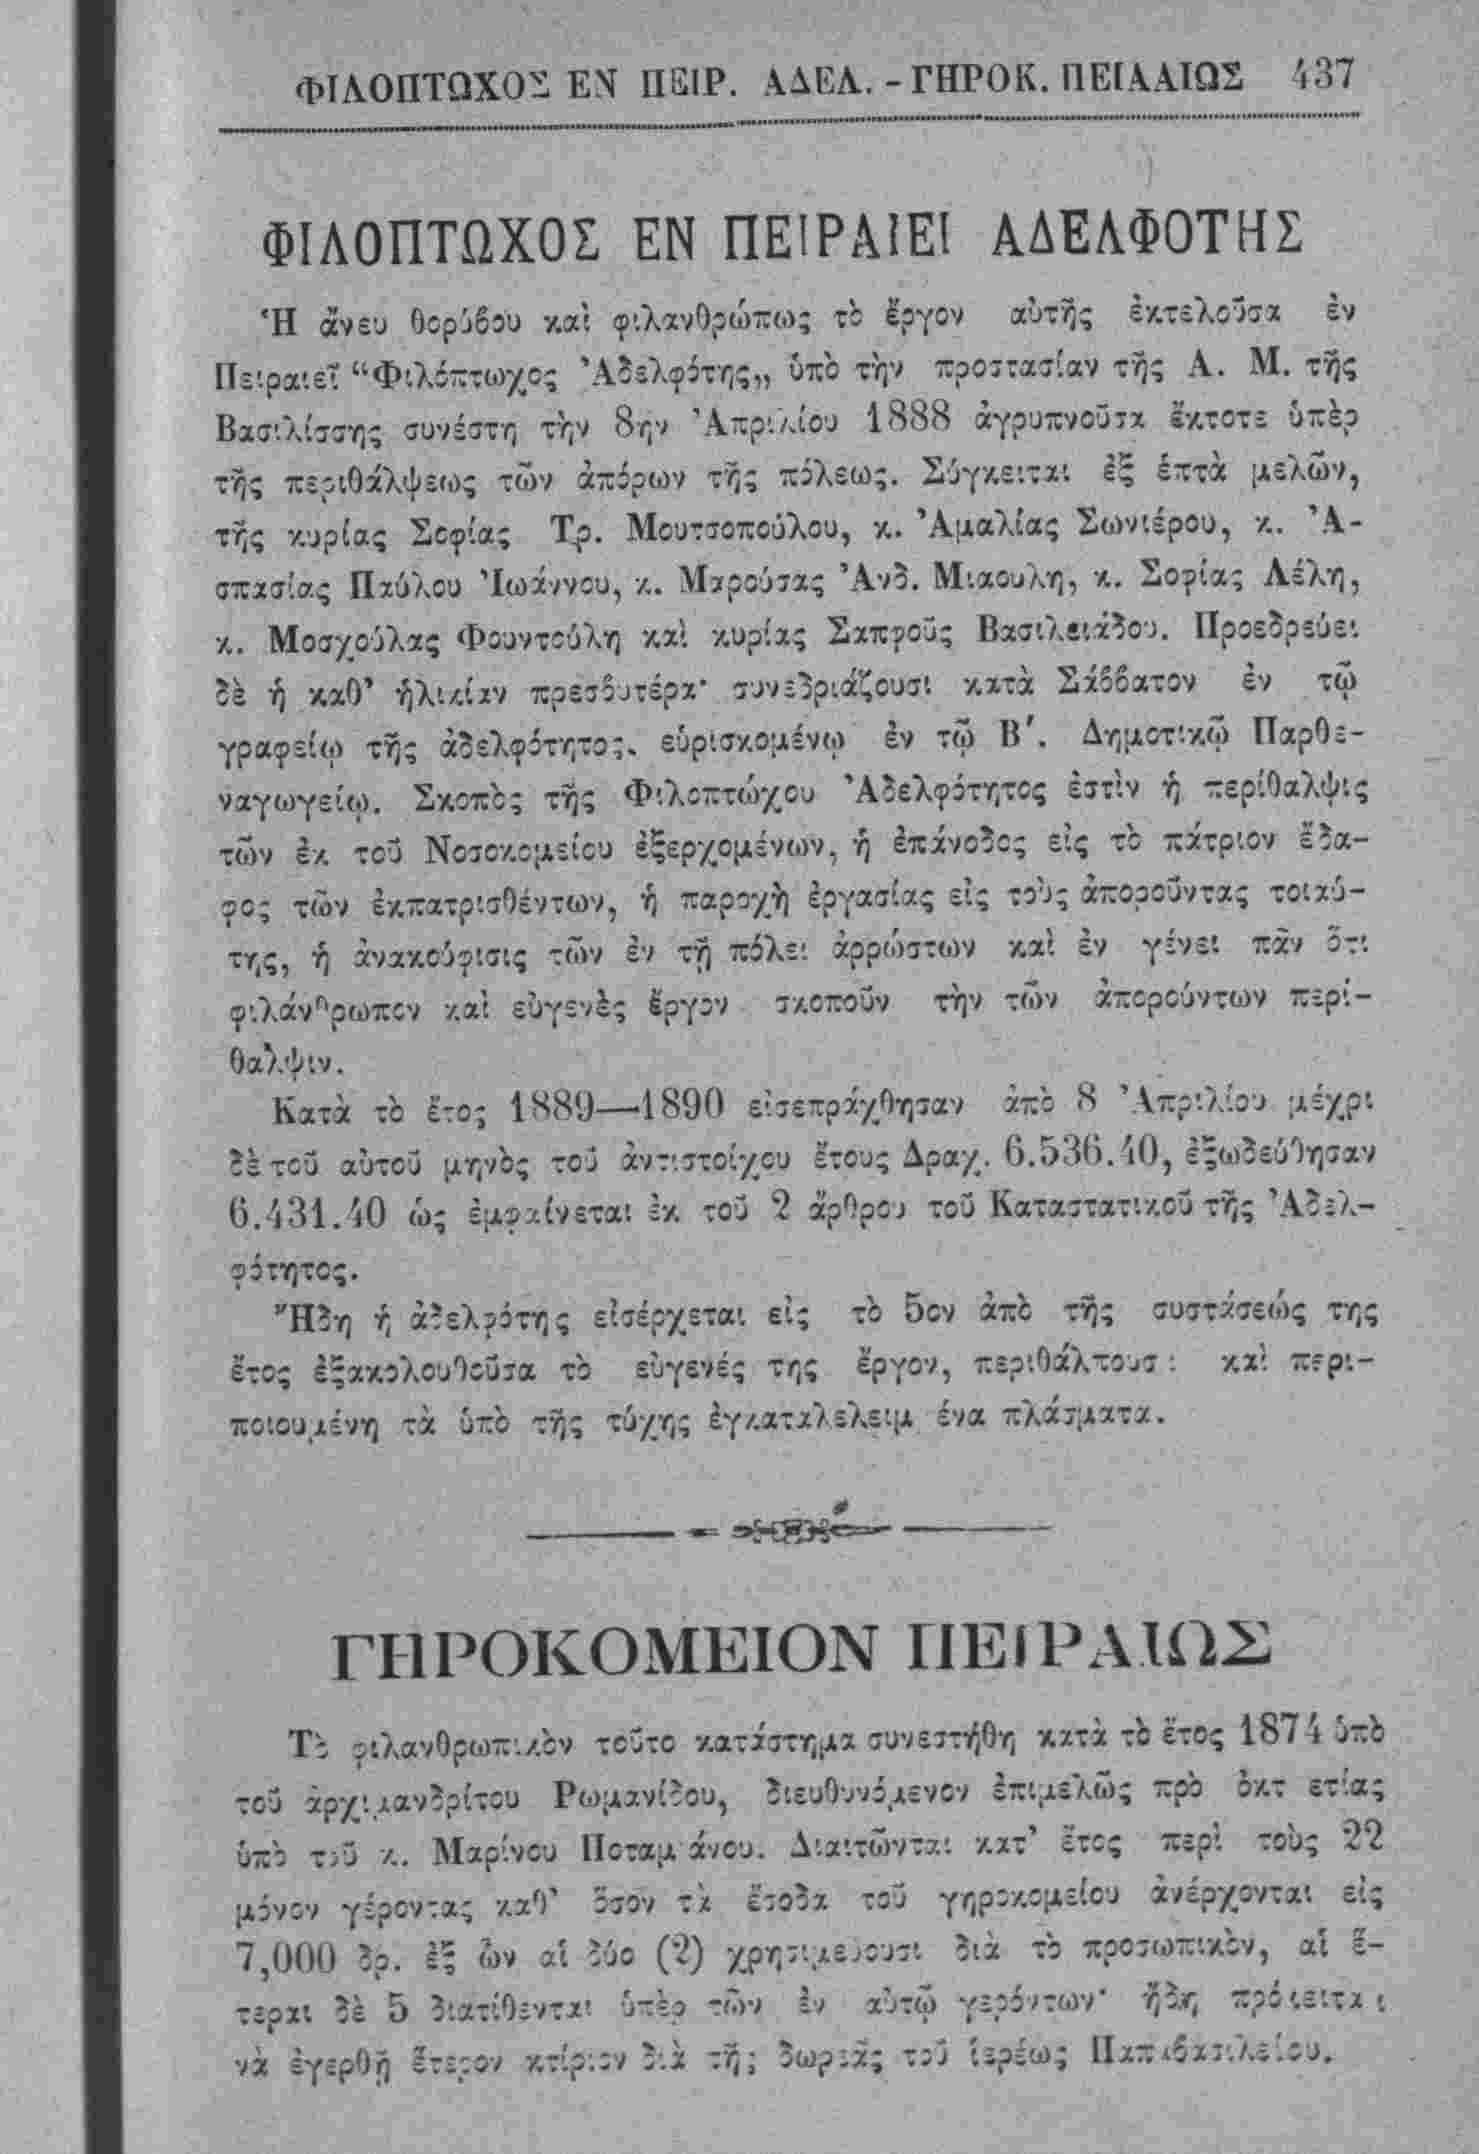 ΦΙΛΟΠΤΩΧΟΣ ΕΝ ΠΕΙΡ. ΑΔΕΛ. - ΓΗΡΟΚ. ΠΕΙΛΑΙΩΣ 437
ΦΙΛΟΠΤΩΧΟΣ ΕΝ ΠΕΙΡΑΙΕΙ ΑΔΕΛΦΟΤΗΣ
Ἡ ἄνευ θορύβου καὶ φιλανθρώπως τὸ ἔργον αὐτῆς ἐκτελοῦσα ἐν
Πειραιεῖ “Φιλόπτωχος Ἀδελφότης„ ὑπὸ τὴν προστασίαν τῆς Α. Μ. τῆς
Βασιλίσσης συνέστη τὴν 8ην Ἀπριλίου 1888 ἀγρυπνοῦσα ἔκτοτε ὑπὲρ
τῆς περιθάλψεως τῶν ἀπόρων τῆς πόλεως. Σύγκειται ἐξ ἑπτὰ μελῶν,
τῆς κυρίας Σοφίας Τρ. Μουτσοπούλου, κ. Ἀμαλίας Σωνιέρου, κ. Ἀ-
σπασίας Παύλου Ἰωάννου, κ. Μαρούσας Ἀνδ. Μιαουλη, κ. Σοφίας Λέλη,
κ. Μοσχούλας Φουντούλη καὶ κυρίας Σαπφοῦς Βασιλειάδου. Προεδρεύει
δὲ ἡ καθ’ ἡλικίαν πρεσβυτέρα· συνεδριάζουσι κατὰ Σάββατον ἐν τῷ
γραφείῳ τῆς ἀδελφότητος, εὑρισκομένῳ ἐν τῷ Β′. Δημοτικῷ Παρθε-
ναγωγείῳ. Σκοπὸς τῆς Φιλοπτώχου Ἀδελφότητος ἐστὶν ἡ περίθαλψις
τῶν ἐκ τοῦ Νοσοκομείου ἐξερχομένων, ἡ ἐπάνοδος εἰς τὸ πάτριον ἔδα-
φος τῶν ἐκπατρισθέντων, ἡ παροχὴ ἐργασίας εἰς τοὺς ἀποροῦντας τοιαύ-
της, ἡ ἀνακούφισις τῶν ἐν τῇ πόλει ἀρρώστων καὶ ἐν γένει πᾶν ὅτι
φιλάνθρωπον καὶ εὐγενὲς ἔργον σκοποῦν τὴν τῶν ἀπορούντων περί-
θαλψιν.
Κατὰ τὸ ἔτος 1889—1890 εἰσεπράχθησαν ἀπὸ 8 Ἀπριλίου μέχρι
δὲ τοῦ αὐτοῦ μηνὸς τοῦ ἀντιστοίχου ἔτους Δραχ. 6.536.40, ἐξωδεύθησαν
6.431.40 ὡς ἐμφαίνεται ἐκ τοῦ 2 ἄρθρου τοῦ Καταστατικοῦ τῆς Ἀδελ-
φότητος.
Ἤδη ἡ ἀδελφότης εἰσέρχεται εἰς τὸ 5ον ἀπὸ τῆς συστάσεώς της
ἔτος ἐξακολουθοῦσα τὸ εὐγενές της ἔργον, περιθάλπουσα καὶ περι-
ποιουμένη τὰ ὑπὸ τῆς τύχης ἐγκαταλελειμένα πλάσματα.
ΓΗΡΟΚΟΜΕΙΟΝ ΠΕΙΡΑΙΩΣ
Τὸ φιλανθρωπικὸν τοῦτο κατάστημα συνεστήθη κατὰ τὸ ἔτος 1874 ὑπὸ
τοῦ ἀρχιμανδρίτου Ρωμανίδου, διευθυνόμενον ἐπιμελῶς πρὸ ὀκτ ετίας
ὑπὸ τοῦ κ. Μαρίνου Ποταμιάνου. Διαιτῶνται κατ’ ἔτος περὶ τοὺς 22
μόνον γέροντας καθ’ ὅσον τὰ ἔσοδα τοῦ γηροκομείου ἀνέρχονται εἰς
7,000 δρ. ἐξ ὧν αἱ δύο (2) χρησιμεύουσι διὰ τὸ προσωπικὸν, αἱ ἕ-
τεραι δὲ 5 διατίθενται ὑπὲρ τῶν ἐν αὐτῷ γερόντων· ἤδη πρόκειται
νὰ ἐγερθῇ ἕτερον κτίριον διὰ τῆς δωρεᾶς τοῦ ἱερέως Παπαβασιλείου.